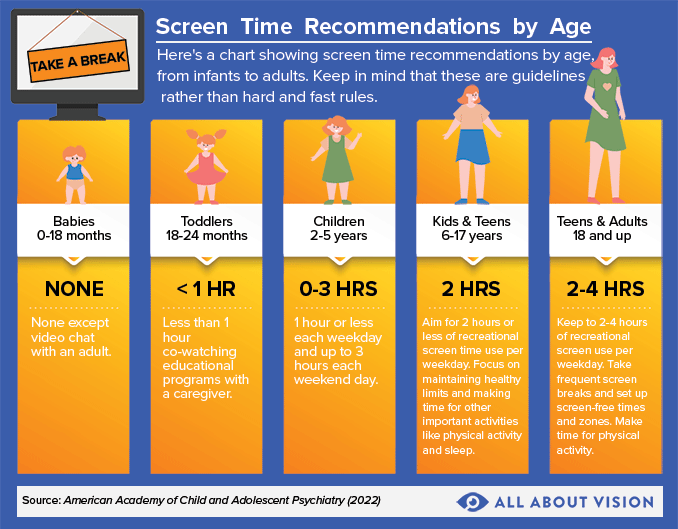 TAKE A BREAK
Screen Time Recommendations by Age
Here's a chart showing screen time recommendations by age,
from infants to adults. Keep in mind that these are guidelines
rather than hard and fast rules.
Babies
0-18 months
NONE
None except
video chat
with an adult.
Toddlers
18-24 months
< 1 HR
Less than 1
hour
co-watching
educational
programs with
a caregiver.
Children
2-5 years
0-3 HRS
1 hour or less
each weekday
and up to 3
hours each
weekend day.
Kids & Teens
6-17 years
2 HRS
Aim for 2 hours or
less of recreational
screen time use per
weekday. Focus on
maintaining healthy
limits and making
time for other
important activities
like physical activity
and sleep.
Teens & Adults
18 and up
2-4 HRS
Keep to 2-4 hours
of recreational
screen use per
weekday. Take
frequent screen
breaks and set up
screen-free times
and zones. Make
time for physical
activity.
Source: American Academy of Child and Adolescent Psychiatry (2022)
ALL ABOUT VISION